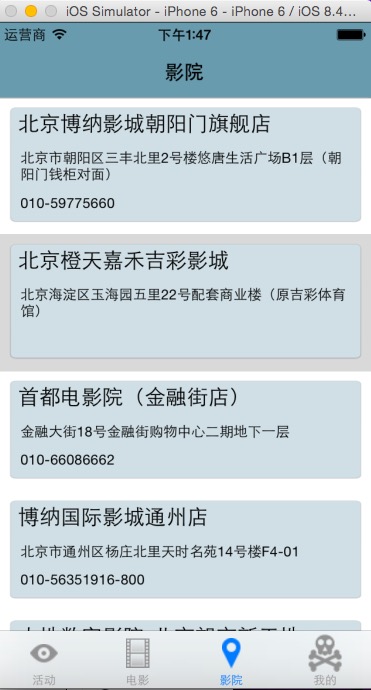 iOS Simulator - iPhone 6 - iPhone 6 / iOS 8.4...
运营商 下午1:47
影院
北京博纳影城朝阳门旗舰店
北京市朝阳区三丰北里2号楼悠唐生活广场B1层（朝
阳门钱柜对面）
010-59775660
北京橙天嘉禾吉彩影城
北京海淀区玉海园五里22号配套商业楼（原吉彩体育
馆）
首都电影院（金融街店）
金融大街18号金融街购物中心二期地下一层
010-66086662
博纳国际影城通州店
北京市通州区杨庄北里天时名苑14号楼F4-01
010-56351916-800
活动 电影 影院 我的